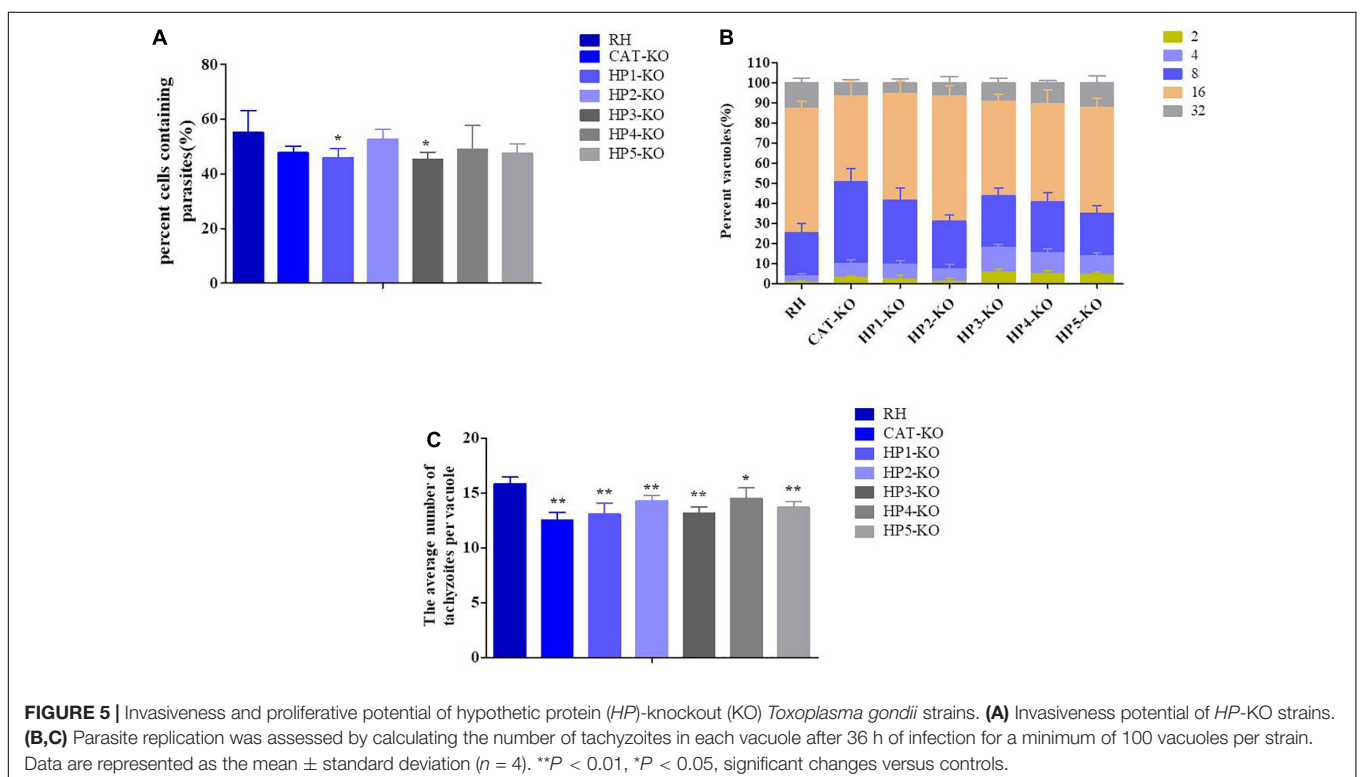 A
percent cells containing
parasites(%)
80
60
40
20
0
*
*
RH
CAT-KO
HP1-KO
HP2-KO
HP3-KO
HP4-KO
HP5-KO
B
Percent vacuoles(%)
110
100
90
80
70
60
50
40
30
20
10
0
RH
CAT-KO
HP1-KO
HP2-KO
HP3-KO
HP4-KO
HP5-KO
2
4
8
16
32
C
The average number of
tachyzoites per vacuole
20
15
10
5
0
**
**
**
**
*
**
RH
CAT-KO
HP1-KO
HP2-KO
HP3-KO
HP4-KO
HP5-KO
FIGURE 5 | Invasiveness and proliferative potential of hypothetic protein (HP)-knockout (KO) Toxoplasma gondii strains. (A) Invasiveness potential of HP-KO strains.
(B,C) Parasite replication was assessed by calculating the number of tachyzoites in each vacuole after 36 h of infection for a minimum of 100 vacuoles per strain.
Data are represented as the mean ± standard deviation (n = 4). **P < 0.01, *P < 0.05, significant changes versus controls.